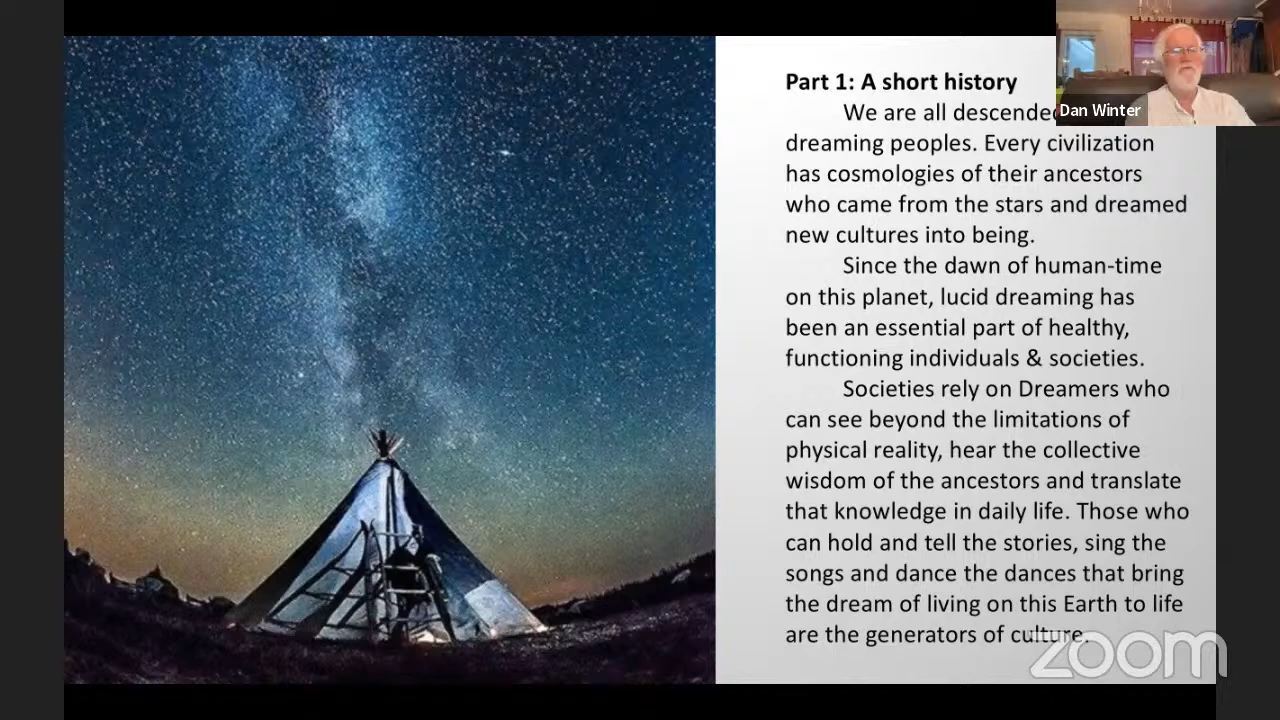 Part 1: A short history
We are all descended
dreaming peoples. Every civilization
has cosmologies of their ancestors
who came from the stars and dreamed
new cultures into being.
Since the dawn of human-time
on this planet, lucid dreaming has
been an essential part of healthy,
functioning individuals & societies.
Societies rely on Dreamers who
can see beyond the limitations of
physical reality, hear the collective
wisdom of the ancestors and translate
that knowledge in daily life. Those who
can hold and tell the stories, sing the
songs and dance the dances that bring
the dream of living on this Earth to life
are the generators of culture.
Dan Winter
zoom